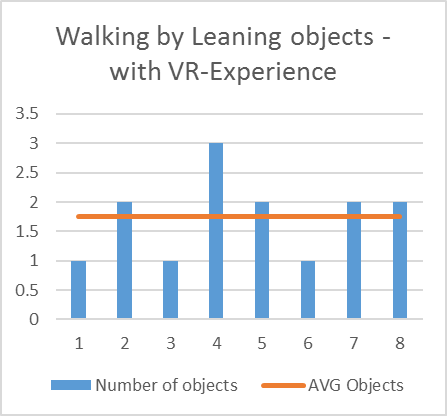 Walking by Leaning objects -
with VR-Experience
3.5
3
2.5
2
1.5
1
0.5
0
1 2 3 4 5 6 7 8
Number of objects AVG Objects